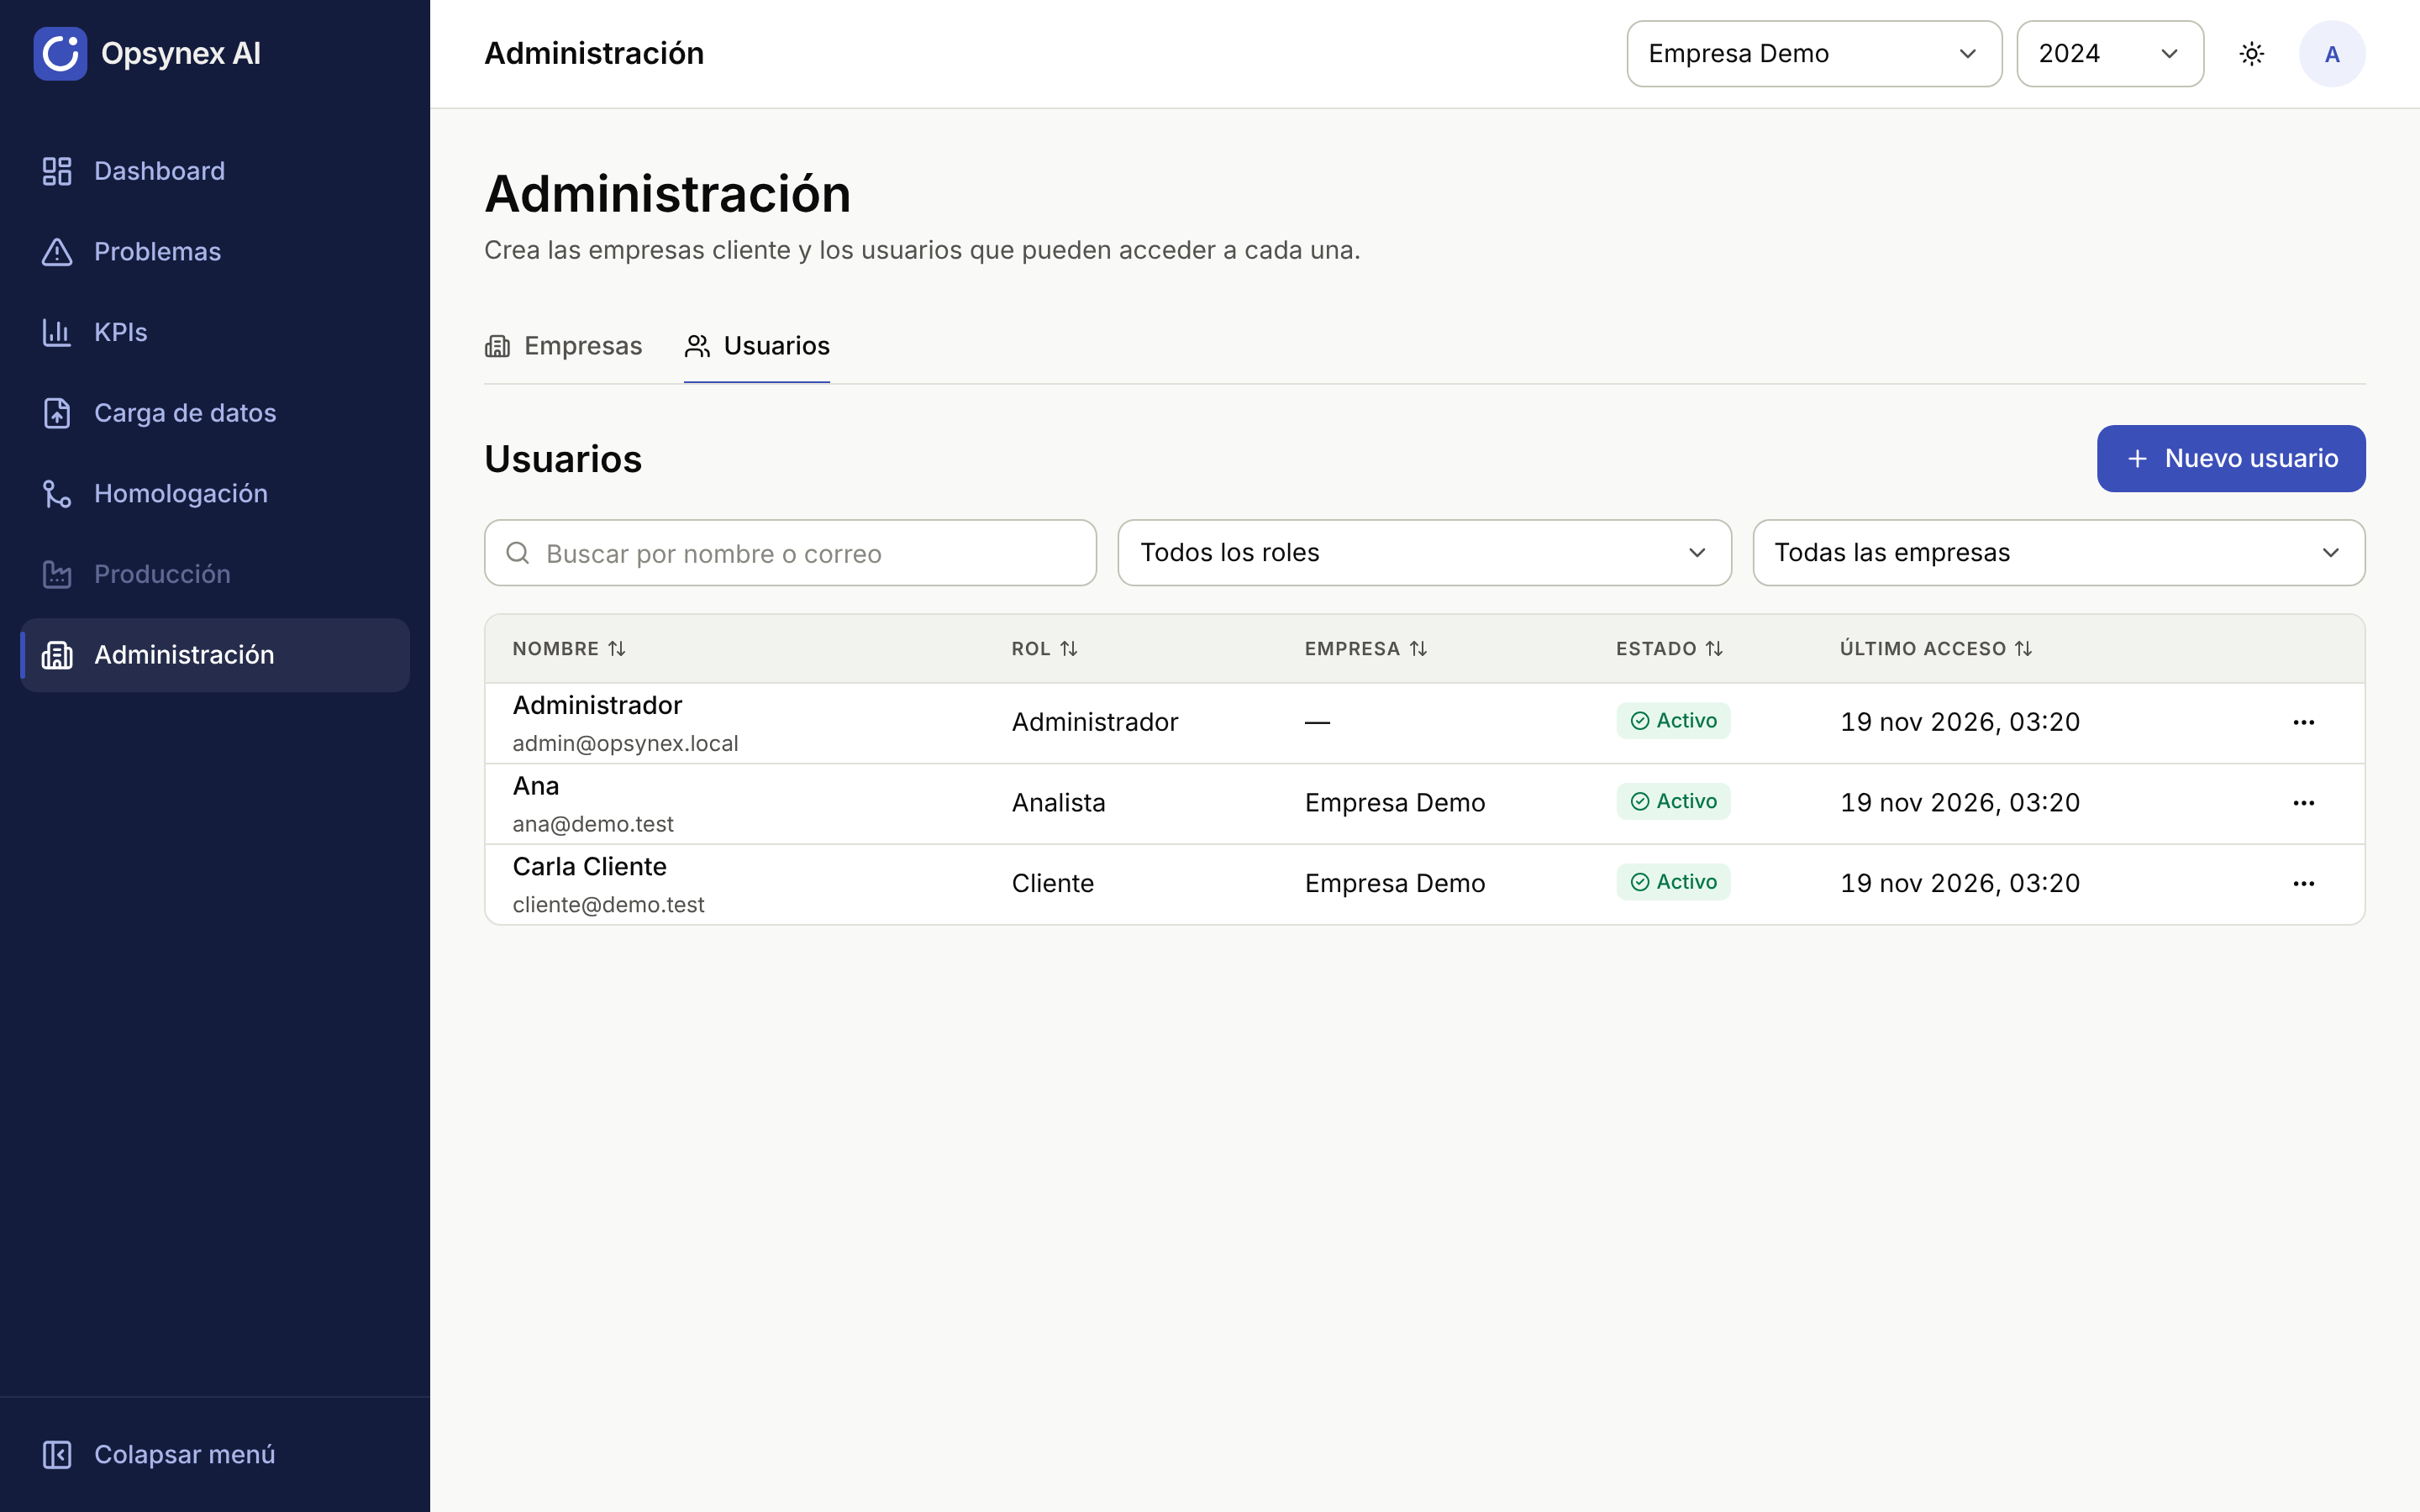 Opsynex AI
Dashboard
Problemas
KPIs
Carga de datos
Homologación
Producción
Administración
Colapsar menú
Administración
Empresa Demo
2024
A
Administración
Crea las empresas cliente y los usuarios que pueden acceder a cada una.
Empresas
Usuarios
Usuarios
Nuevo usuario
Buscar por nombre o correo
Todos los roles
Todas las empresas
NOMBRE ROL EMPRESA ESTADO ÚLTIMO ACCESO
Administrador
admin@opsynex.local
Administrador — Activo 19 nov 2026, 03:20
Ana
ana@demo.test
Analista Empresa Demo Activo 19 nov 2026, 03:20
Carla Cliente
cliente@demo.test
Cliente Empresa Demo Activo 19 nov 2026, 03:20